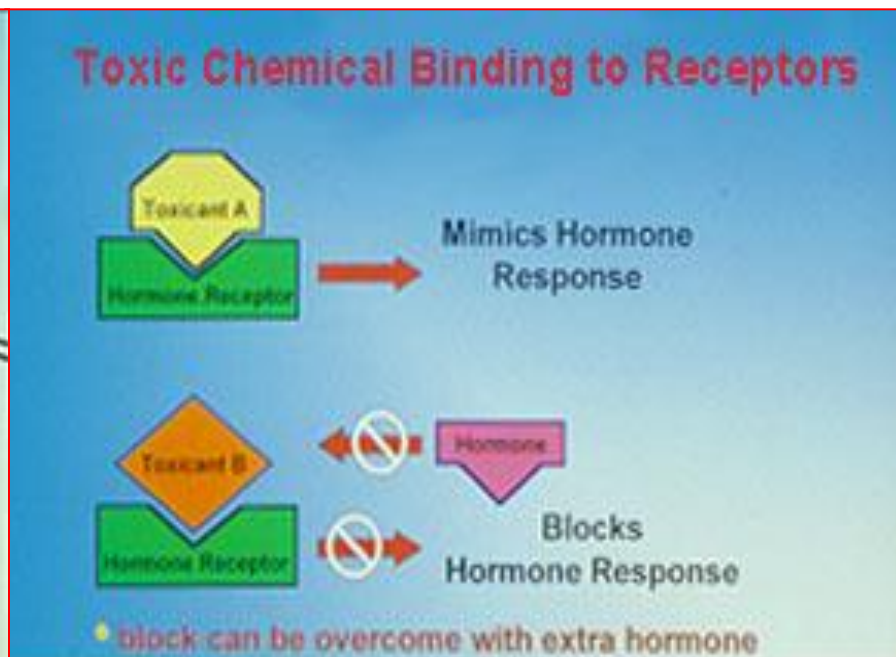 Toxic Chemical Binding to Receptors
Toxicant A
Hormone Receptor
Mimics Hormone
Response
Toxicant B
Hormone
Hormone Receptor
Blocks
Hormone Response
• block can be overcome with extra hormone